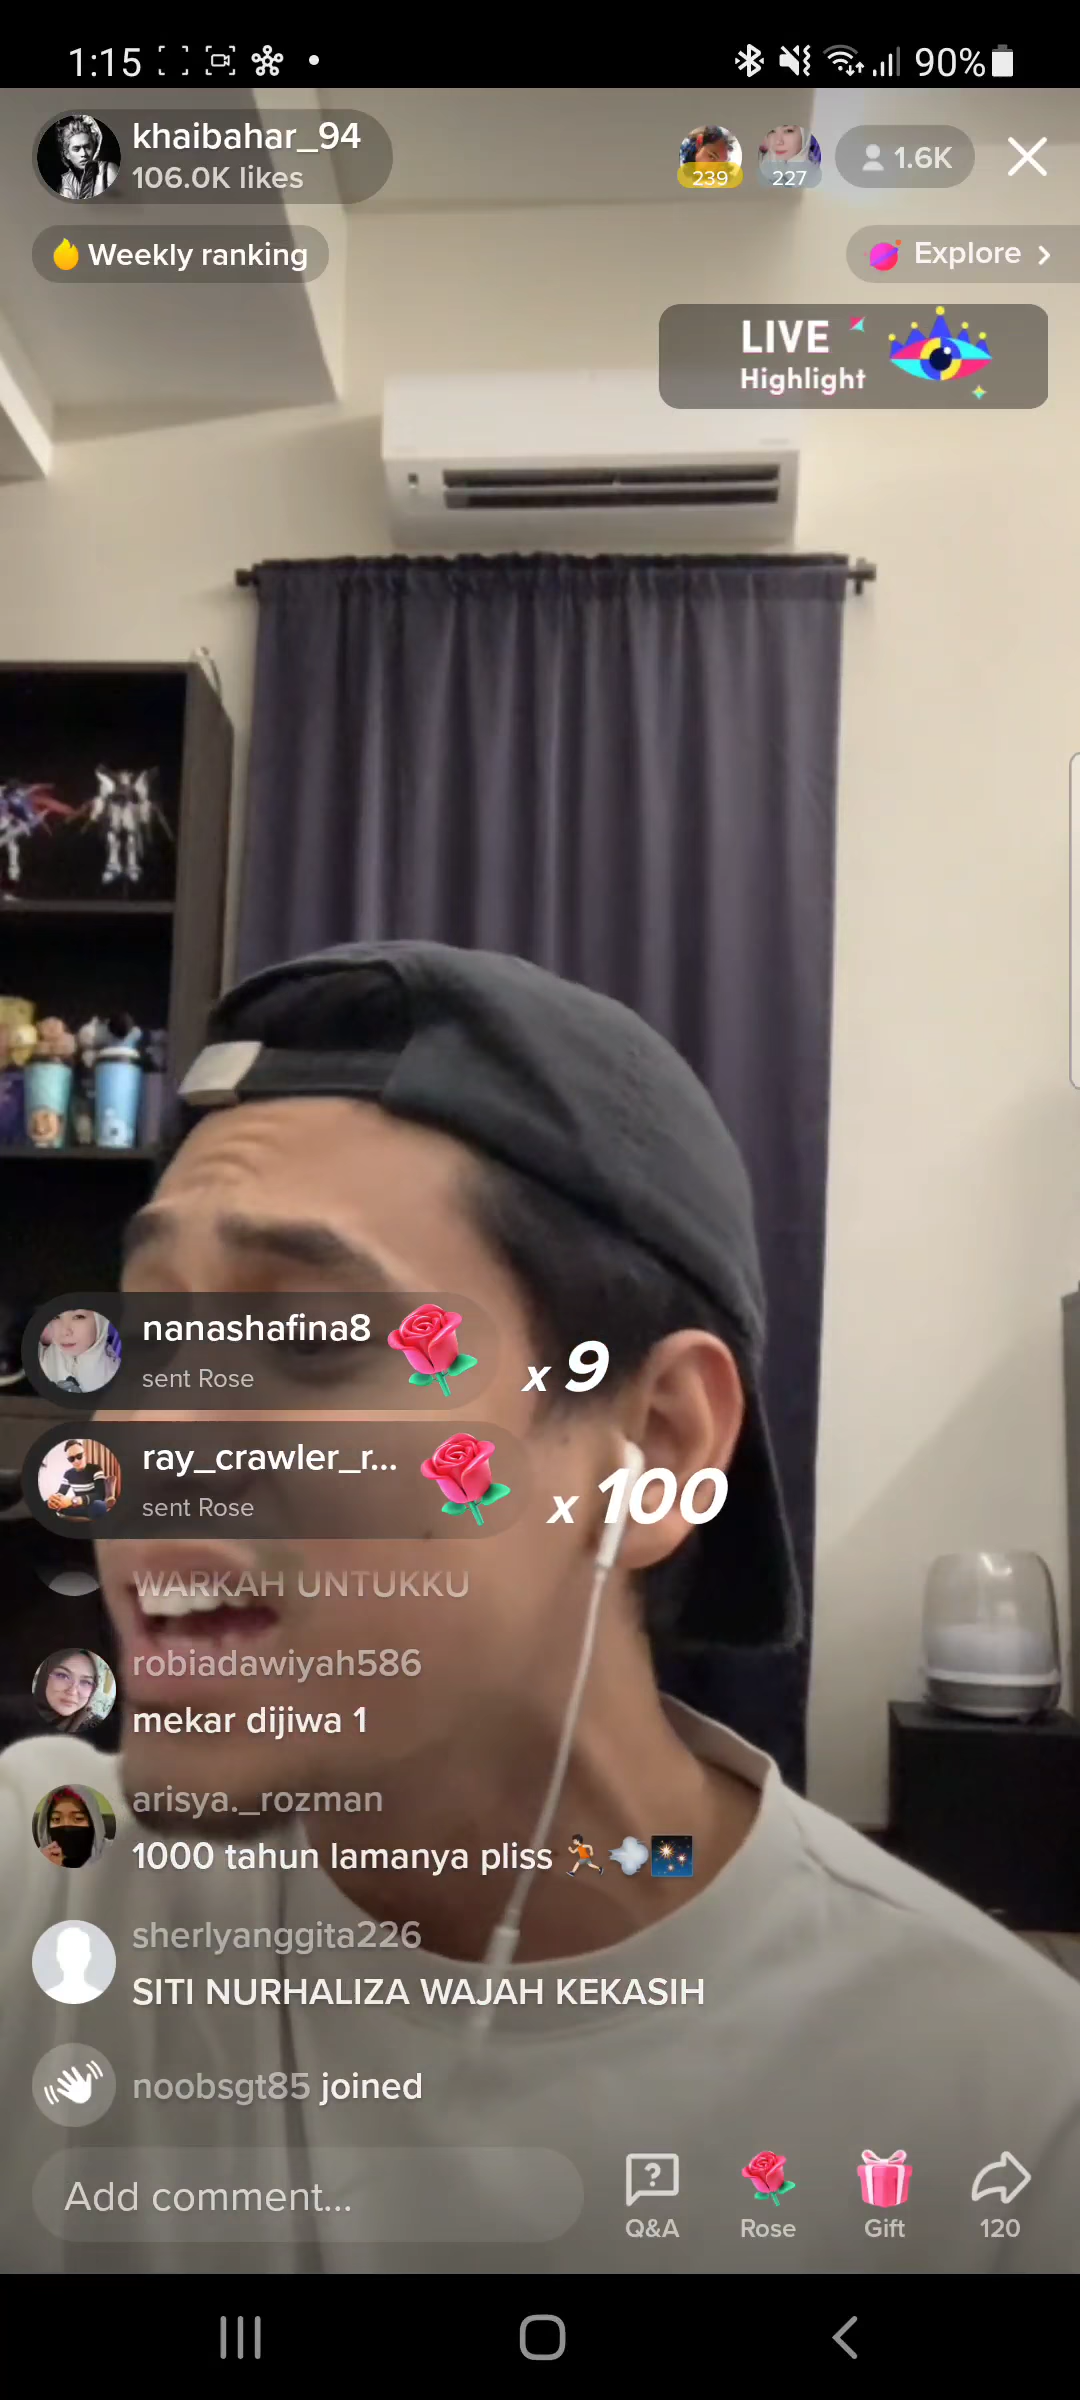 1:15
90%
khaibahar_94
106.0K likes
239
227
1.6K
Weekly ranking
Explore
LIVE
Highlight
nanashafina8
sent Rose
x 9
ray_crawler_r...
sent Rose
x 100
WARKAH UNTUKKU
robiadawiyah586
mekar dijiwa 1
arisya._rozman
1000 tahun lamanya pliss 🏃💨🎇
sherlyanggita226
SITI NURHALIZA WAJAH KEKASIH
noobsgt85 joined
Add comment...
Q&A
Rose
Gift
120